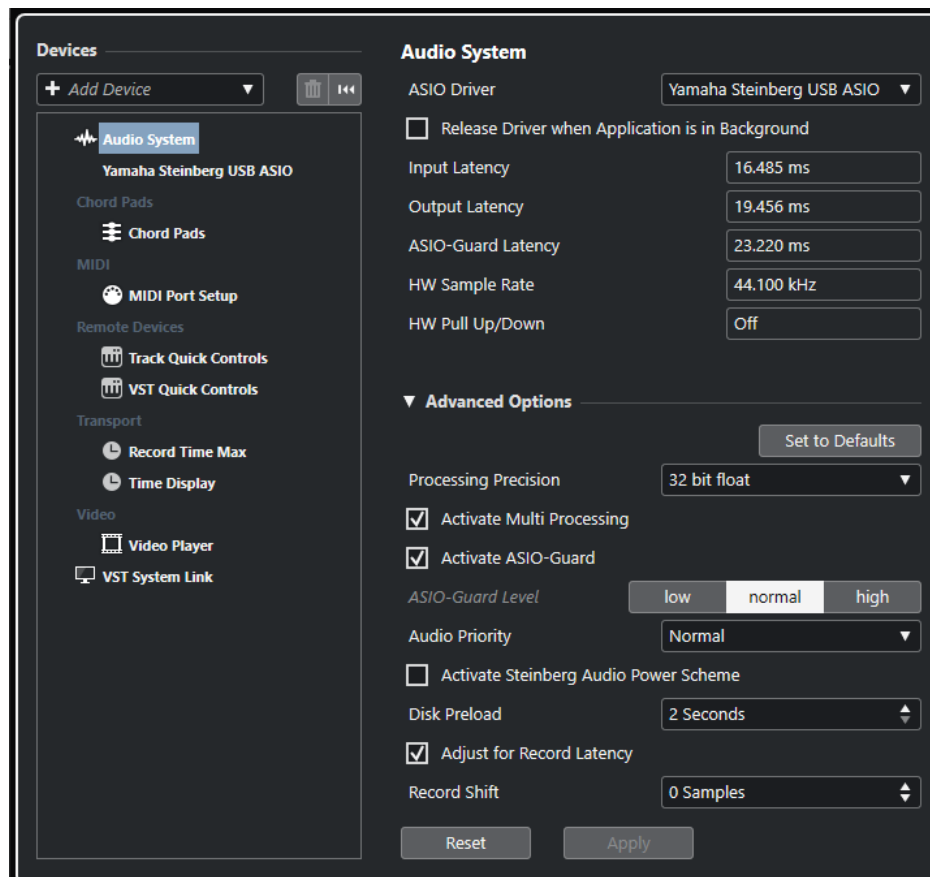 Devices
Add Device
Audio System
Yamaha Steinberg USB ASIO
Chord Pads
Chord Pads
MIDI
MIDI Port Setup
Remote Devices
Track Quick Controls
VST Quick Controls
Transport
Record Time Max
Time Display
Video
Video Player
VST System Link
Audio System
ASIO Driver Yamaha Steinberg USB ASIO
Release Driver when Application is in Background
Input Latency 16.485 ms
Output Latency 19.456 ms
ASIO-Guard Latency 23.220 ms
HW Sample Rate 44.100 kHz
HW Pull Up/Down Off
Advanced Options
Set to Defaults
Processing Precision 32 bit float
Activate Multi Processing
Activate ASIO-Guard
ASIO-Guard Level low normal high
Audio Priority Normal
Activate Steinberg Audio Power Scheme
Disk Preload 2 Seconds
Adjust for Record Latency
Record Shift 0 Samples
Reset Apply